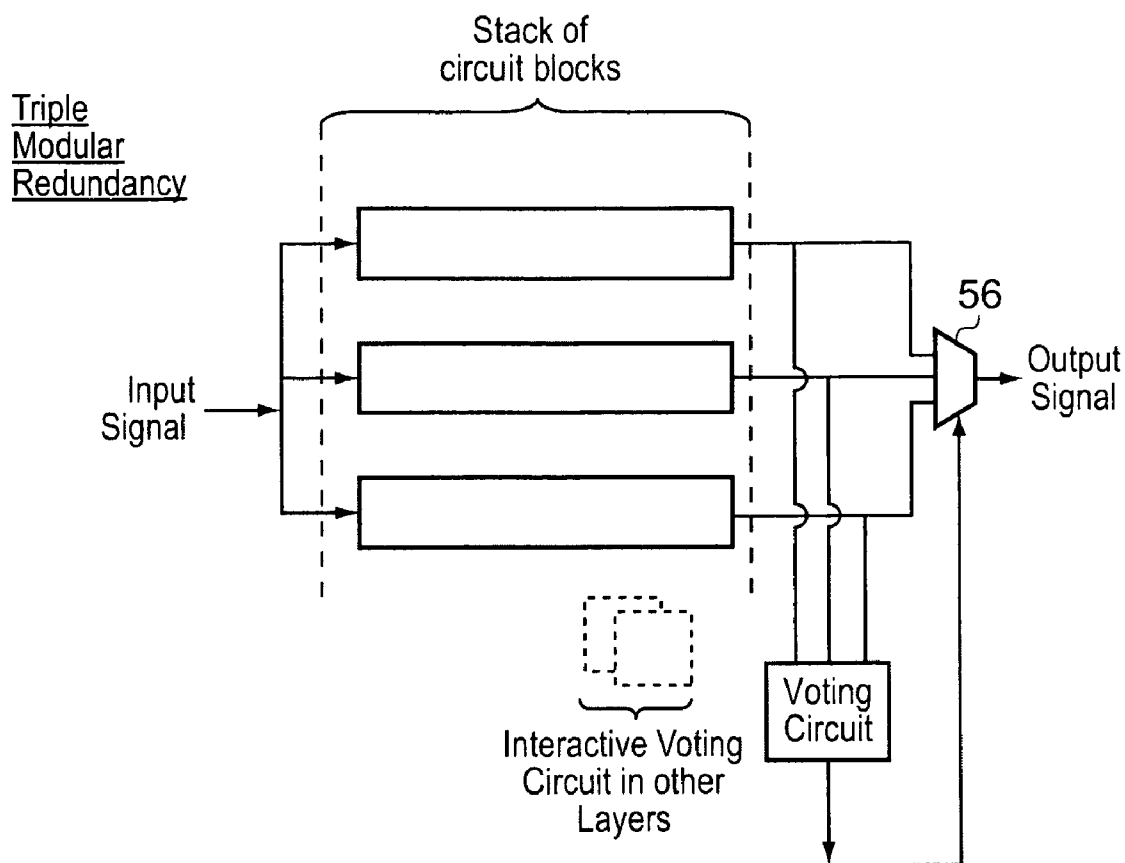 Stack of
circuit blocks
Triple
Modular
Redundancy
56
Input
Signal
Output
Signal
Voting
Circuit
Interactive Voting
Circuit in other
Layers